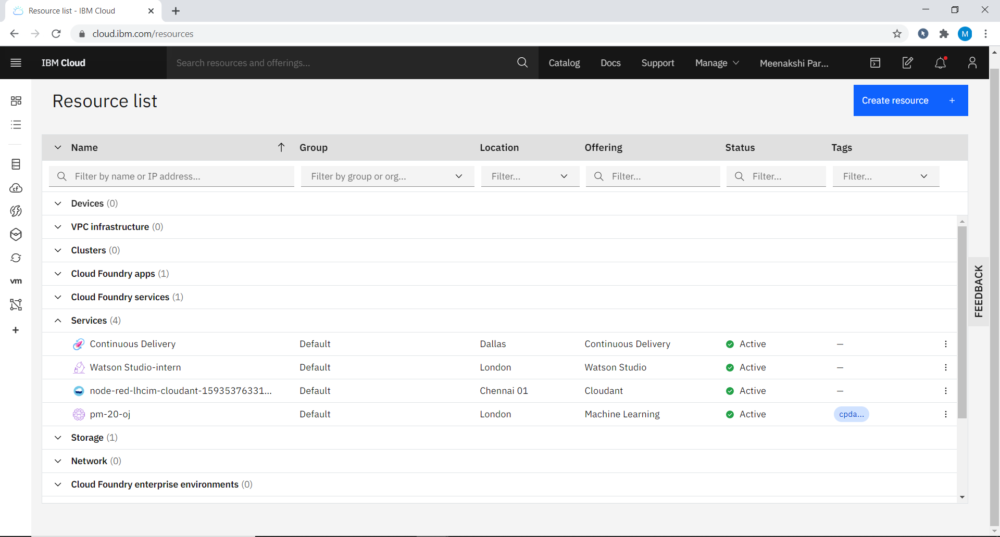 Resource list - IBM Cloud
cloud.ibm.com/resources
M
IBM Cloud
Search resources and offerings...
Catalog
Docs
Support
Manage
Meenakshi Par...
Resource list
Create resource +
Name Group Location Offering Status Tags
Filter by name or IP address... Filter by group or org... Filter... Filter... Filter... Filter...
Devices (0)
VPC infrastructure (0)
Clusters (0)
Cloud Foundry apps (1)
Cloud Foundry services (1)
Services (4)
Continuous Delivery Default Dallas Continuous Delivery Active —
Watson Studio-intern Default London Watson Studio Active —
node-red-lhcim-cloudant-15935376331... Default Chennai 01 Cloudant Active —
pm-20-oj Default London Machine Learning Active cpda...
Storage (1)
Network (0)
Cloud Foundry enterprise environments (0)
cf
vm
FEEDBACK